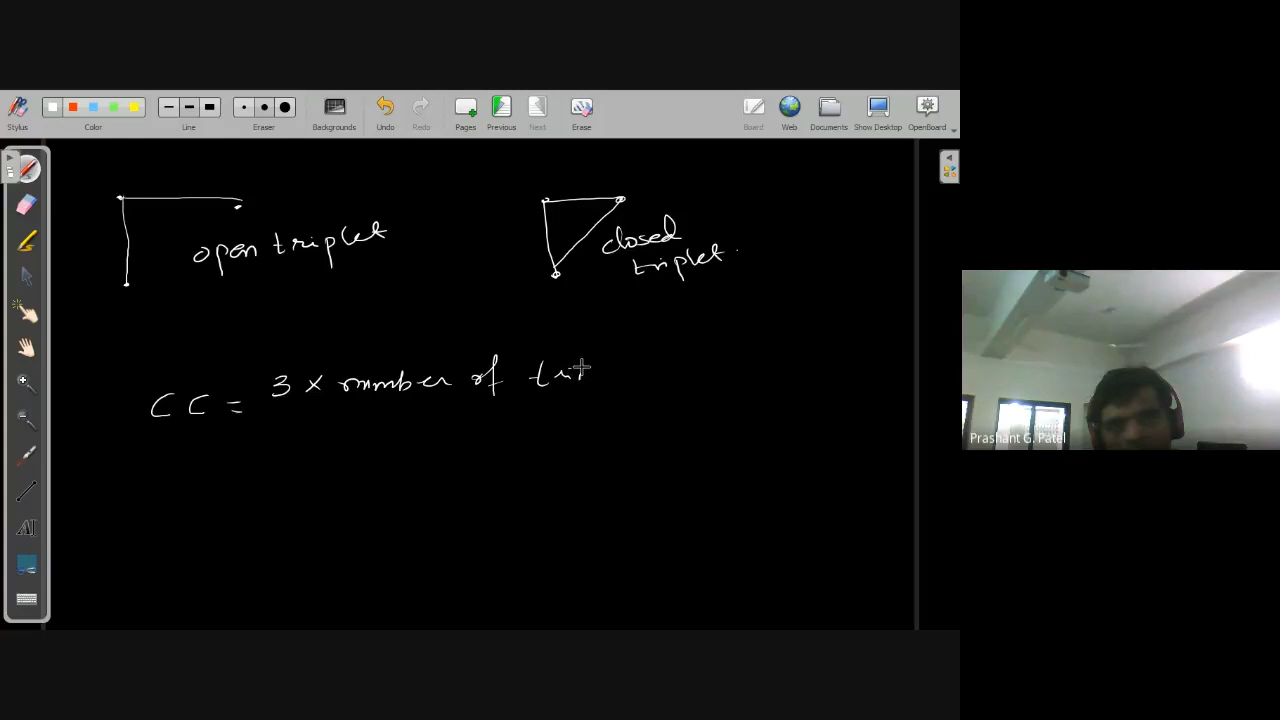 Stylus
Color
Line
Eraser
Backgrounds
Undo
Redo
Pages
Previous
Next
Erase
Board
Web
Documents
Show Desktop
OpenBoard
open triplet
closed
triplet.
CC = 3 × number of
Prashant G. Patel